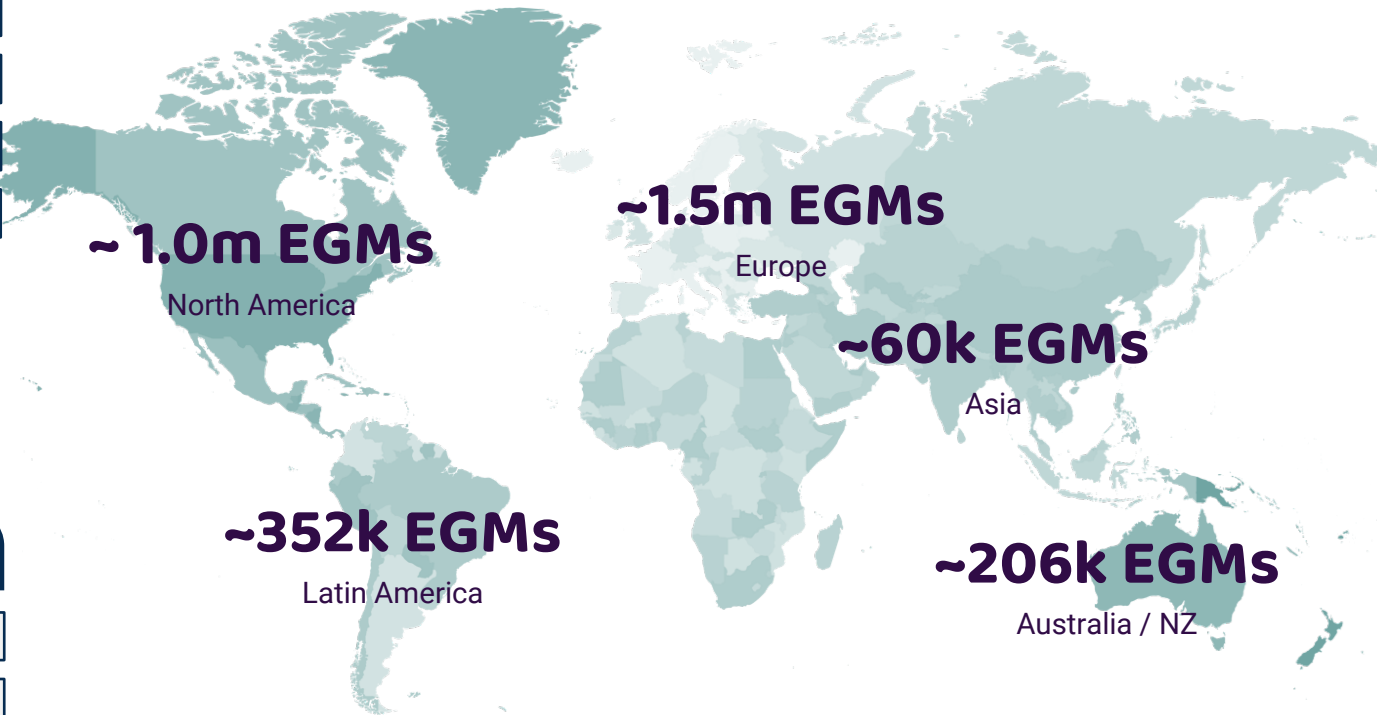 ~1.5m EGMs
Europe
~ 1.0m EGMs
North America
~60k EGMs
Asia
~352k EGMs
Latin America
~206k EGMs
Australia / NZ